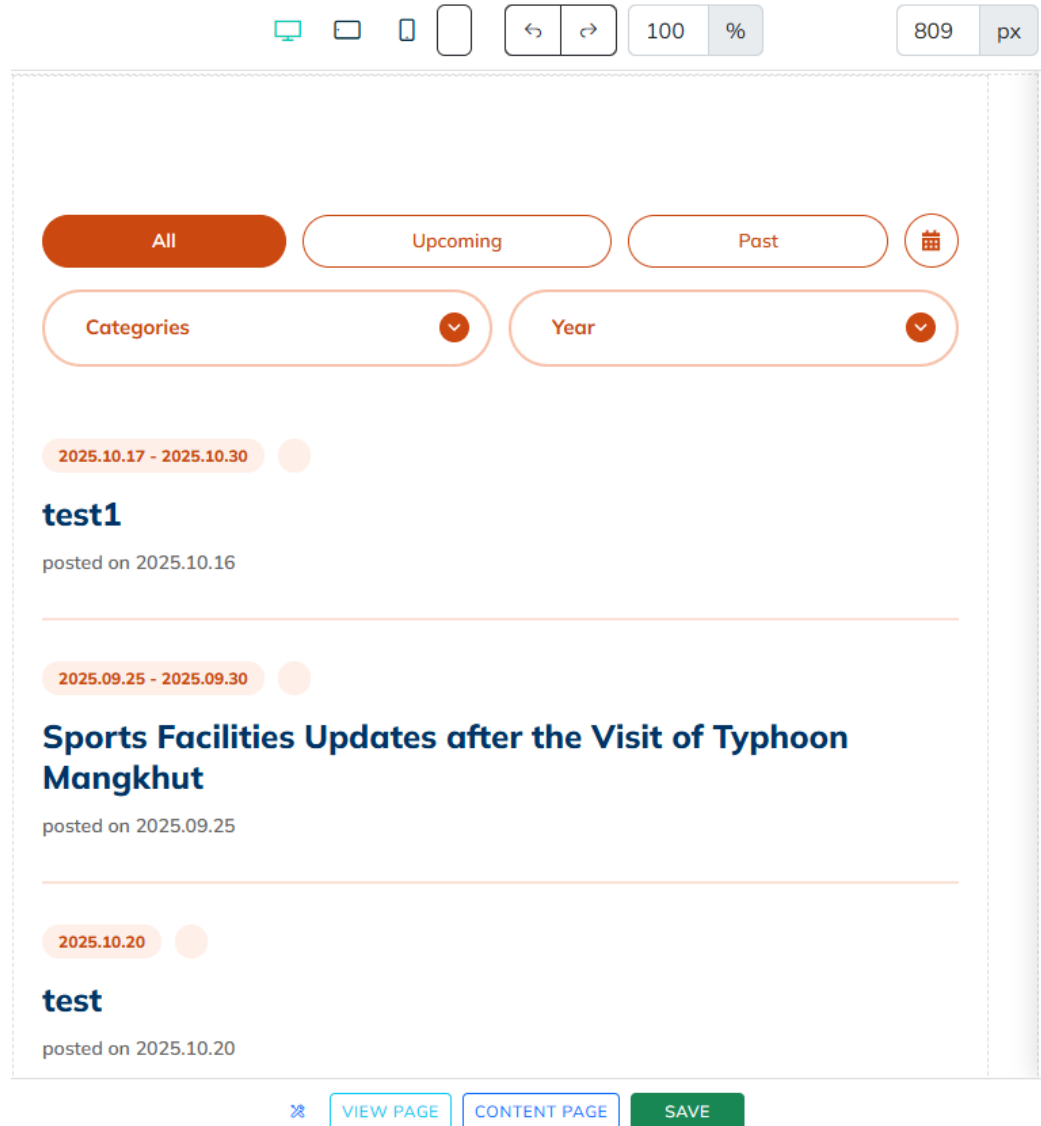 100 % 809 px
All Upcoming Past
Categories Year
2025.10.17 - 2025.10.30
test1
posted on 2025.10.16
2025.09.25 - 2025.09.30
Sports Facilities Updates after the Visit of Typhoon
Mangkhut
posted on 2025.09.25
2025.10.20
test
posted on 2025.10.20
VIEW PAGE CONTENT PAGE SAVE